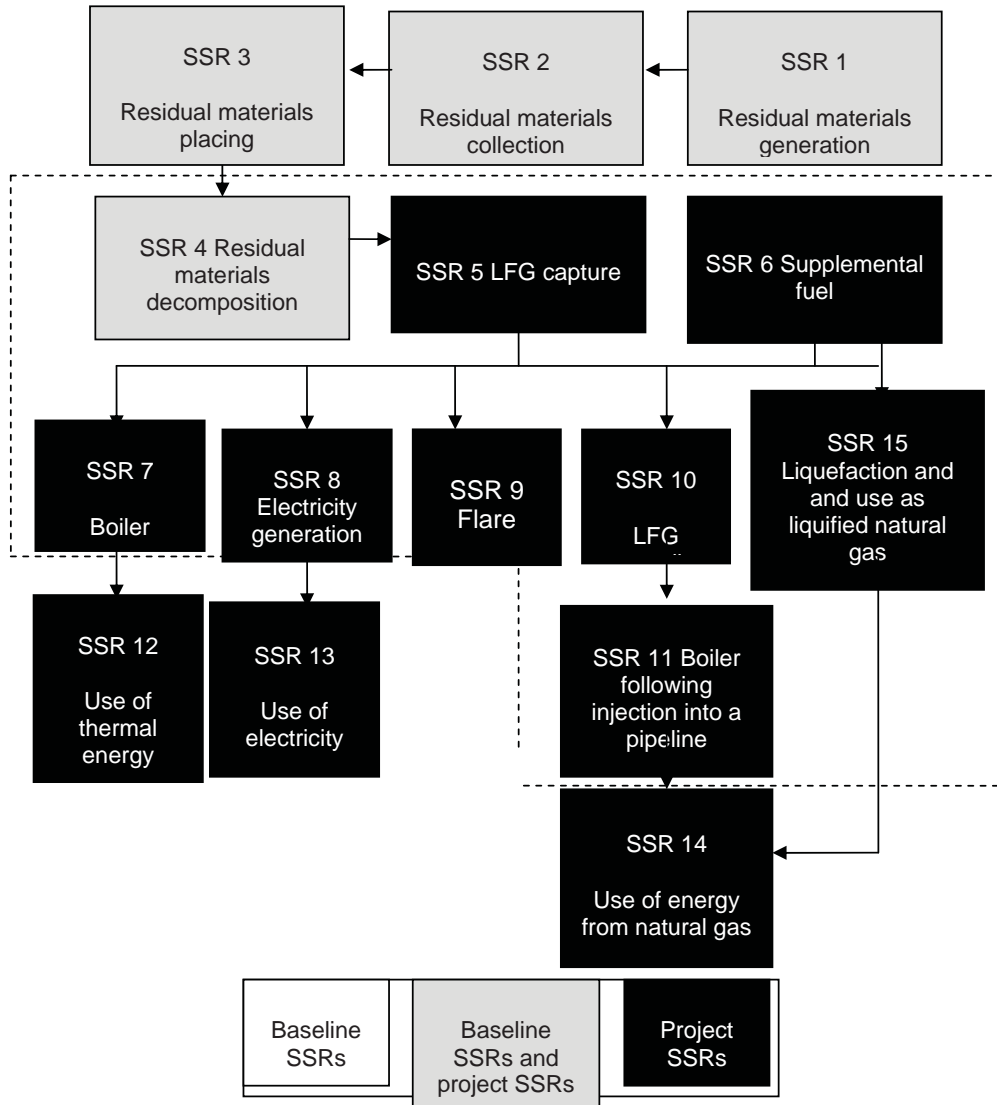 SSR 3
Residual materials
placing
SSR 2
Residual materials
collection
SSR 1
Residual materials
generation
SSR 4 Residual
materials
decomposition
SSR 5 LFG capture
SSR 6 Supplemental
fuel
SSR 7
Boiler
SSR 8
Electricity
generation
SSR 9
Flare
SSR 10
LFG
SSR 15
Liquefaction and
and use as
liquified natural
gas
SSR 12
Use of
thermal
energy
SSR 13
Use of
electricity
SSR 11 Boiler
following
injection into a
pipeline
SSR 14
Use of energy
from natural gas
Baseline
SSRs
Baseline
SSRs and
project SSRs
Project
SSRs